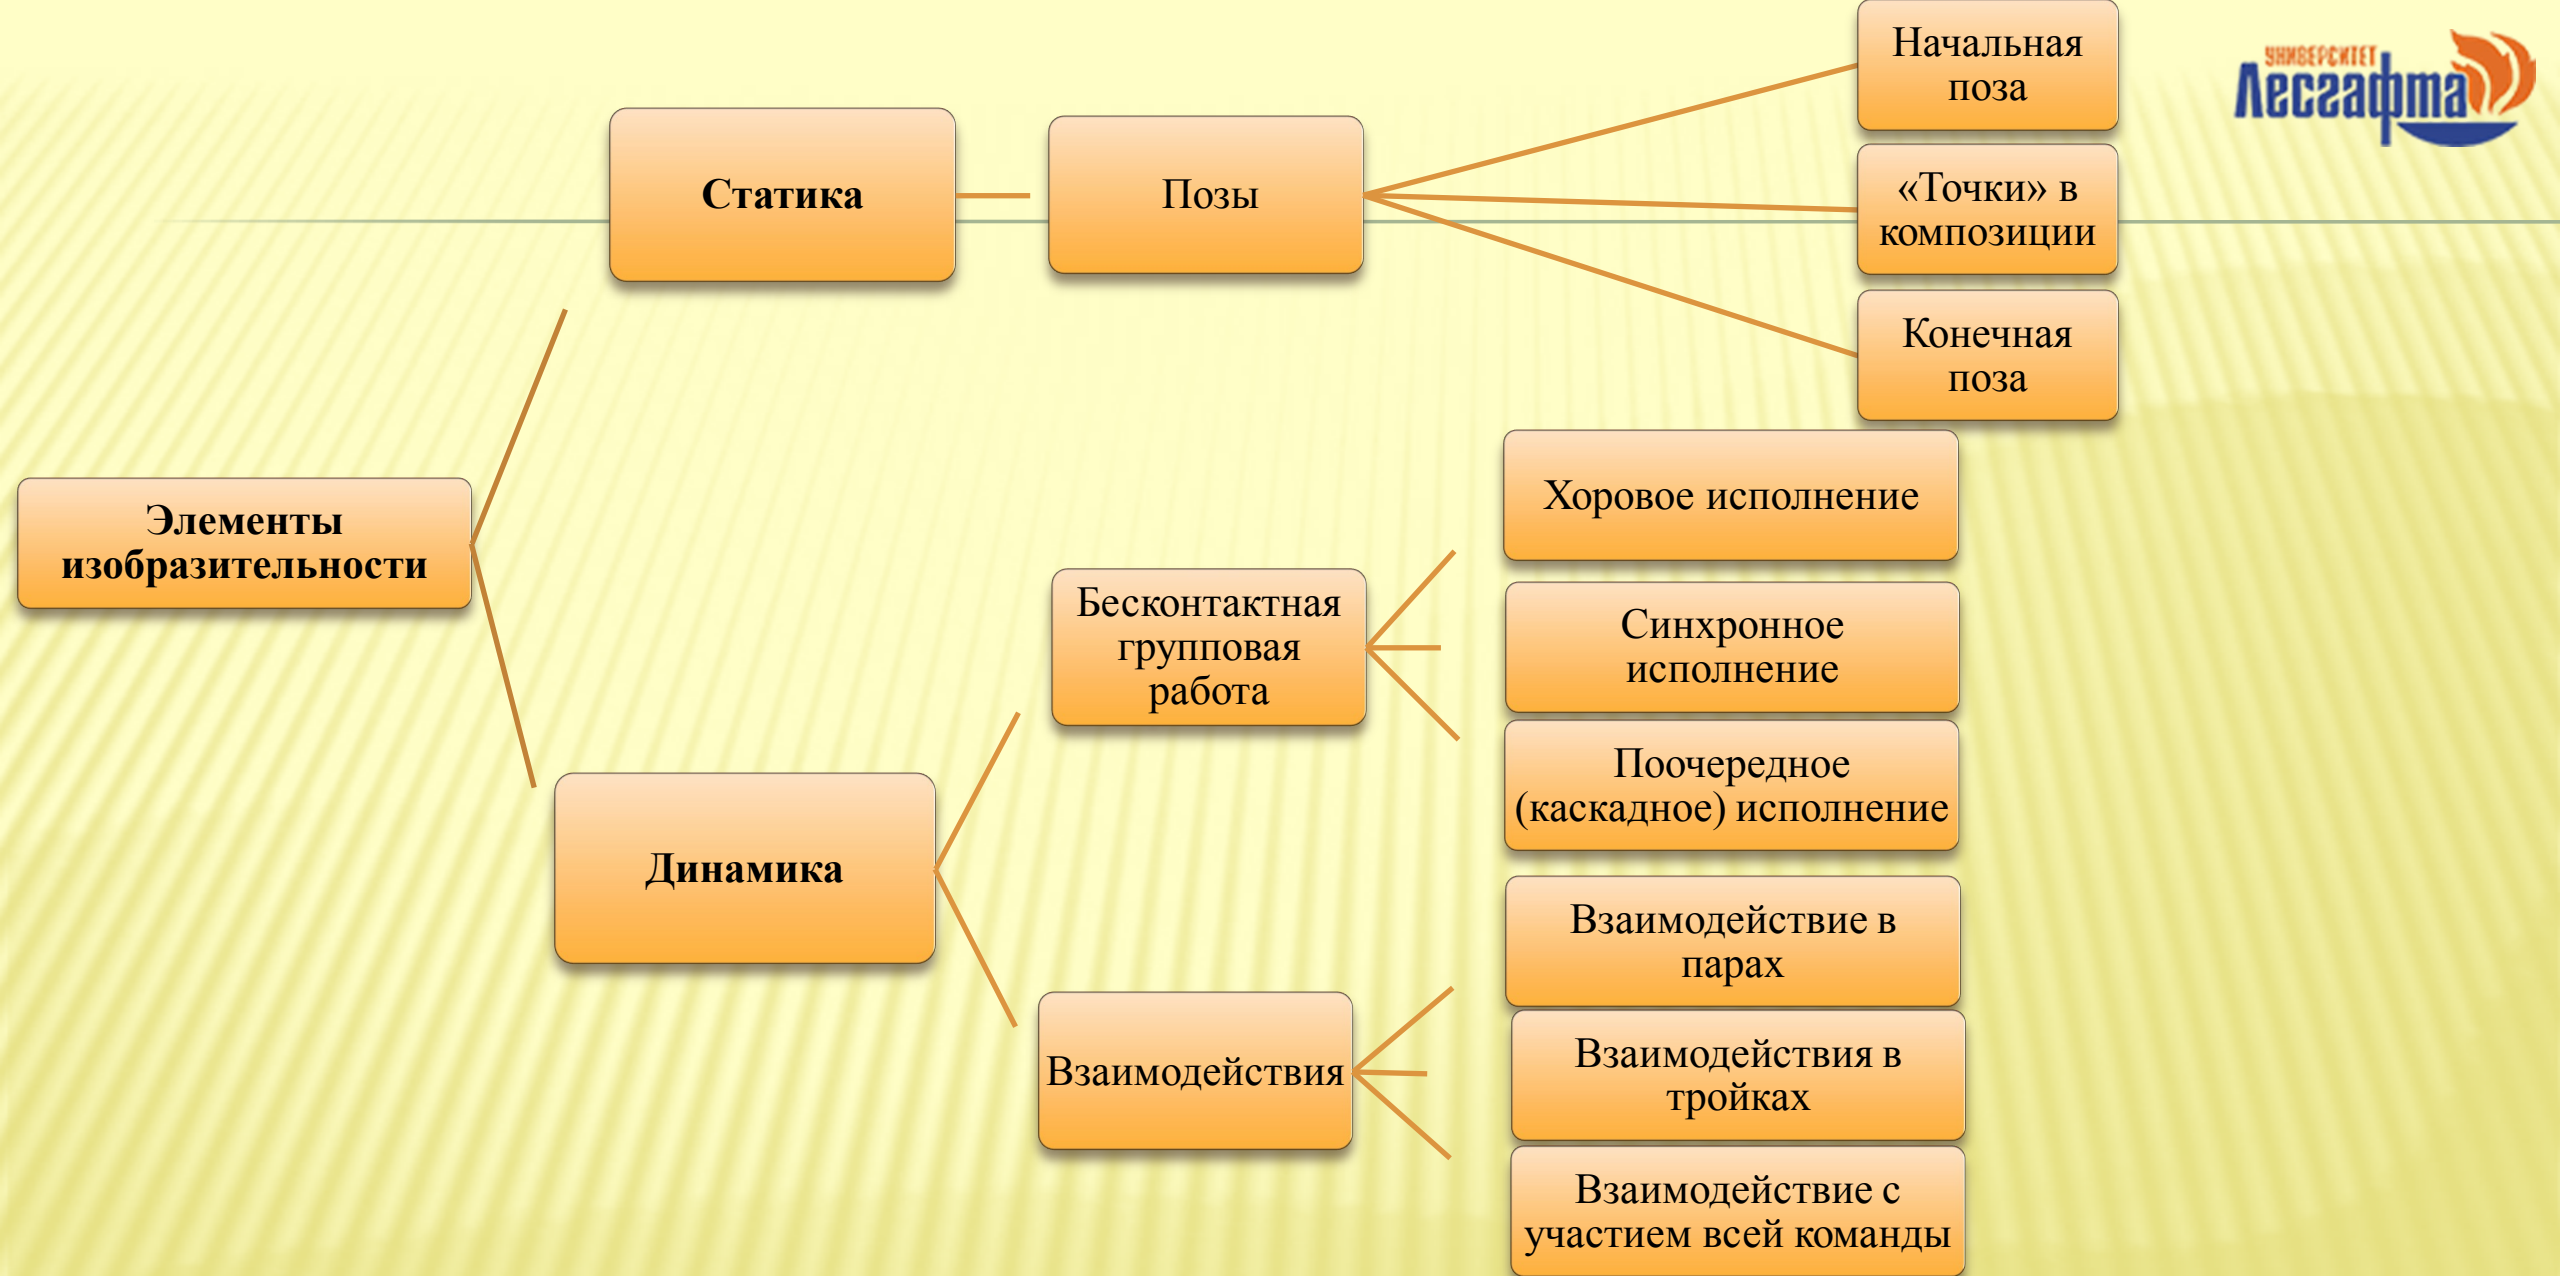 Начальная
поза
УНИВЕРСИТЕТ
Лесгафта
Статика
Позы
«Точки» в
композиции
Конечная
поза
Элементы
изобразительности
Хоровое исполнение
Бесконтактная
групповая
работа
Синхронное
исполнение
Поочередное
(каскадное) исполнение
Динамика
Взаимодействие в
парах
Взаимодействия
Взаимодействия в
тройках
Взаимодействие с
участием всей команды